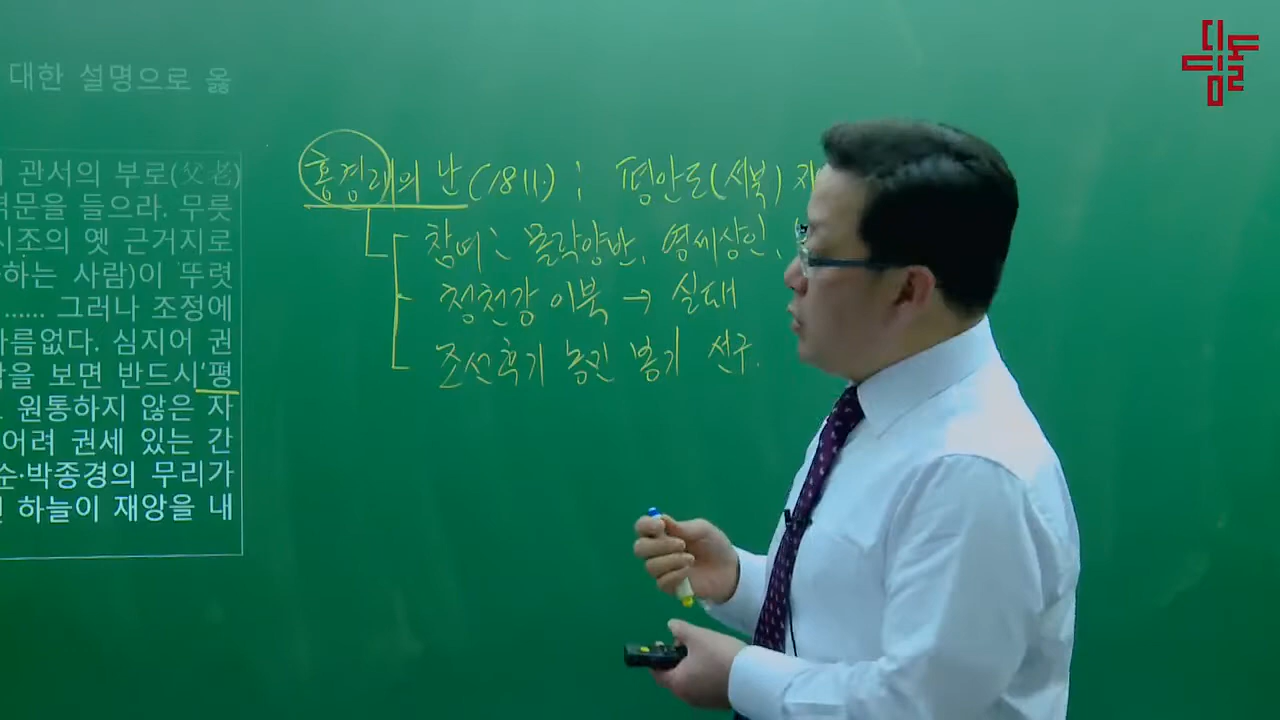 대한 설명으로 옳
관서의 부로(父老)
격문을 들으라. 무릇
시조의 옛 근거지로
하는 사람)이 뚜렷
...... 그러나 조정에
다름없다. 심지어 권
을 보면 반드시 '평
원통하지 않은 자
어려 권세 있는 간
순·박종경의 무리가
하늘이 재앙을 내
홍경래의 난(1811) : 평안도(서북)
참여 : 몰락양반, 영세상인,
청천강 이북 → 실패
조선후기 농민 봉기 선구.
디돌